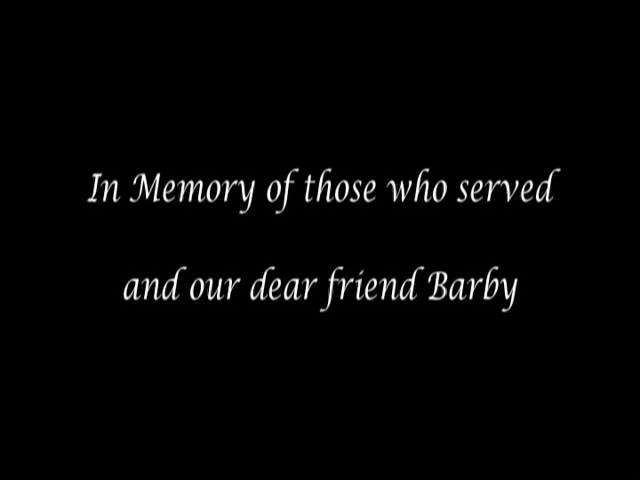 In Memory of those who served
and our dear friend Barby